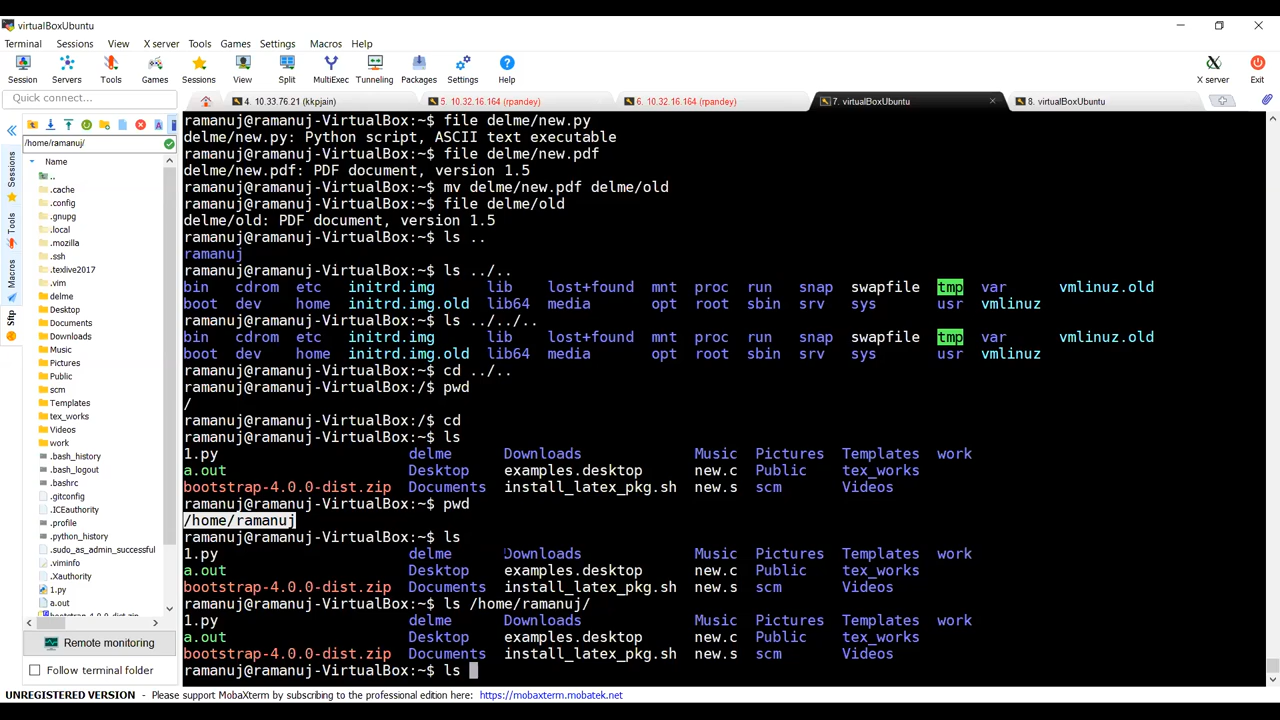 virtualBoxUbuntu
Terminal Sessions View X server Tools Games Settings Macros Help
Session Servers Tools Games Sessions View Split MultiExec Tunneling Packages Settings Help X server Exit
Quick connect...
4. 10.33.76.21 (kkpjain) 5. 10.32.16.164 (rpandey) 6. 10.32.16.164 (rpandey) 7. virtualBoxUbuntu 8. virtualBoxUbuntu
/home/ramanuj/
Name
..
.cache
.config
.gnupg
.local
.mozilla
.ssh
.texlive2017
.vim
delme
Desktop
Documents
Downloads
Music
Pictures
Public
scm
Templates
tex_works
Videos
work
.bash_history
.bash_logout
.bashrc
.gitconfig
.ICEauthority
.profile
.python_history
.sudo_as_admin_successful
.viminfo
.Xauthority
1.py
a.out
bootstrap-4.0.0-dist.zip
Sessions
Tools
Macros
Sftp
Remote monitoring
Follow terminal folder
ramanuj@ramanuj-VirtualBox:~$ file delme/new.py
delme/new.py: Python script, ASCII text executable
ramanuj@ramanuj-VirtualBox:~$ file delme/new.pdf
delme/new.pdf: PDF document, version 1.5
ramanuj@ramanuj-VirtualBox:~$ mv delme/new.pdf delme/old
ramanuj@ramanuj-VirtualBox:~$ file delme/old
delme/old: PDF document, version 1.5
ramanuj@ramanuj-VirtualBox:~$ ls ..
ramanuj
ramanuj@ramanuj-VirtualBox:~$ ls ../..
bin cdrom etc initrd.img lib lost+found mnt proc run snap swapfile tmp var vmlinuz.old
boot dev home initrd.img.old lib64 media opt root sbin srv sys usr vmlinuz
ramanuj@ramanuj-VirtualBox:~$ ls ../../..
bin cdrom etc initrd.img lib lost+found mnt proc run snap swapfile tmp var vmlinuz.old
boot dev home initrd.img.old lib64 media opt root sbin srv sys usr vmlinuz
ramanuj@ramanuj-VirtualBox:~$ cd ../..
ramanuj@ramanuj-VirtualBox:/$ pwd
/
ramanuj@ramanuj-VirtualBox:/$ cd
ramanuj@ramanuj-VirtualBox:~$ ls
1.py delme Downloads Music Pictures Templates work
a.out Desktop examples.desktop new.c Public tex_works
bootstrap-4.0.0-dist.zip Documents install_latex_pkg.sh new.s scm Videos
ramanuj@ramanuj-VirtualBox:~$ pwd
/home/ramanuj
ramanuj@ramanuj-VirtualBox:~$ ls
1.py delme Downloads Music Pictures Templates work
a.out Desktop examples.desktop new.c Public tex_works
bootstrap-4.0.0-dist.zip Documents install_latex_pkg.sh new.s scm Videos
ramanuj@ramanuj-VirtualBox:~$ ls /home/ramanuj/
1.py delme Downloads Music Pictures Templates work
a.out Desktop examples.desktop new.c Public tex_works
bootstrap-4.0.0-dist.zip Documents install_latex_pkg.sh new.s scm Videos
ramanuj@ramanuj-VirtualBox:~$ ls
UNREGISTERED VERSION - Please support MobaXterm by subscribing to the professional edition here: https://mobaxterm.mobatek.net